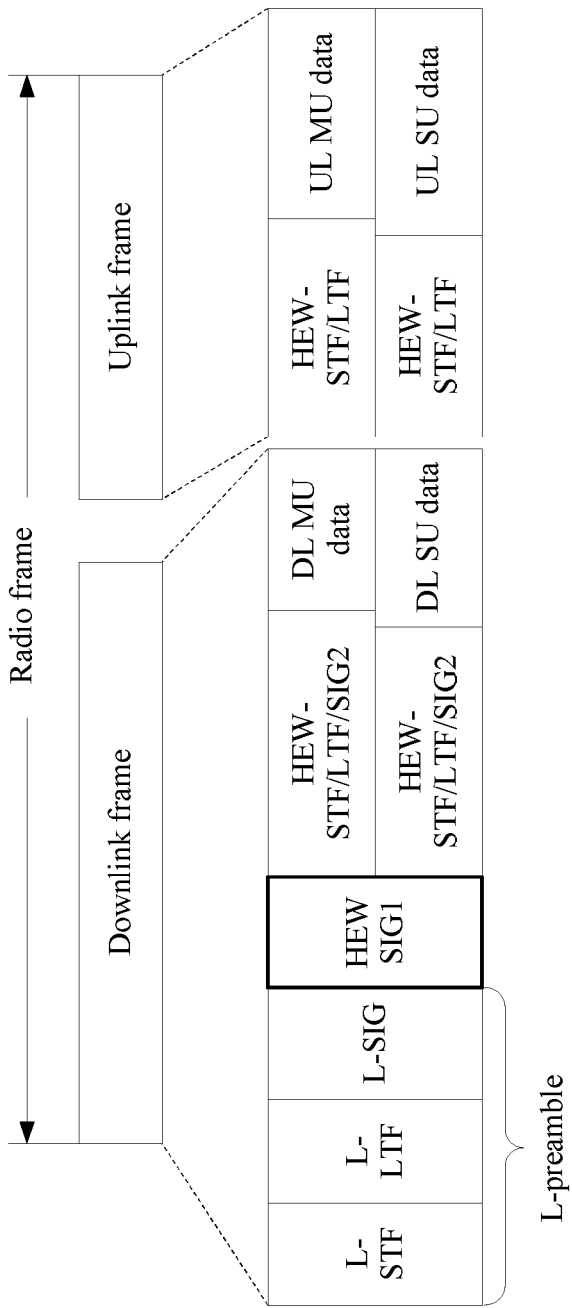 Radio frame
Downlink frame
Uplink frame
L-
STF
L-
LTF
L-SIG
HEW
SIG1
HEW-
STF/LTF/SIG2
DL MU
data
HEW-
STF/LTF
UL MU data
HEW-
STF/LTF/SIG2
DL SU data
HEW-
STF/LTF
UL SU data
L-preamble